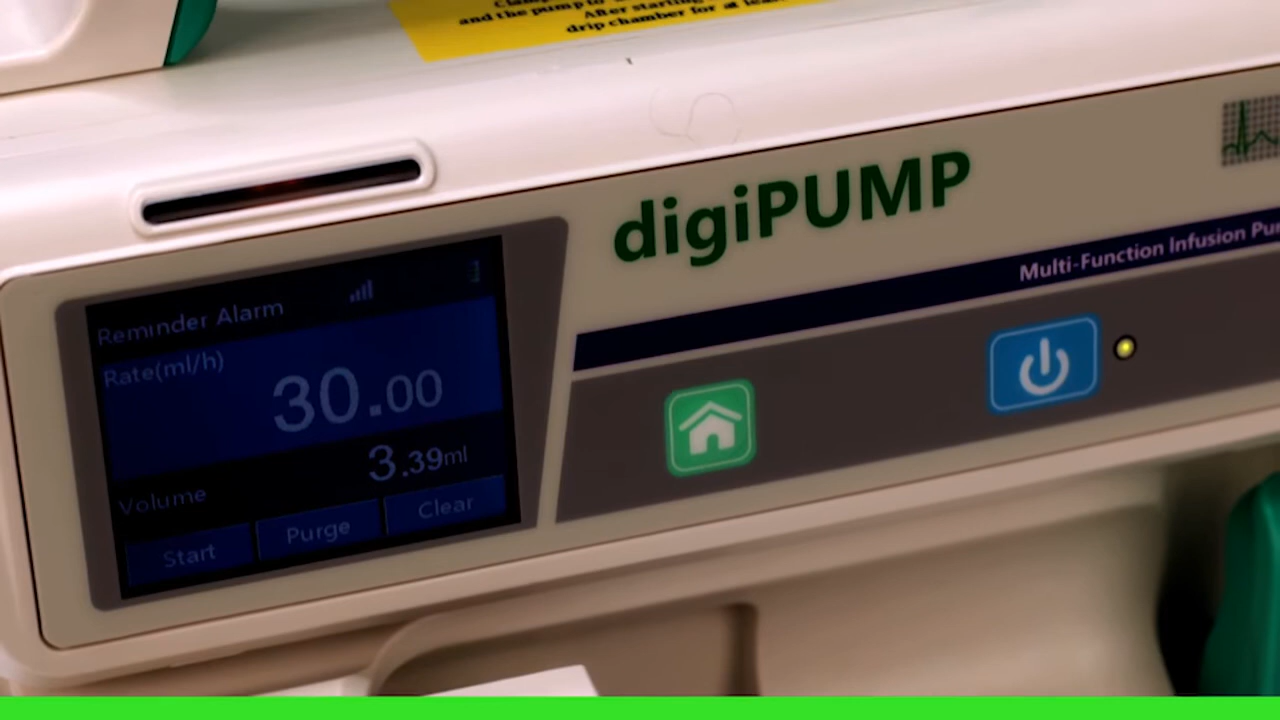 and the pump to
After starting
drip chamber for at least
digiPUMP
Multi-Function Infusion
Reminder Alarm
Rate(ml/h)
30.00
3.39ml
Volume
Start Purge Clear